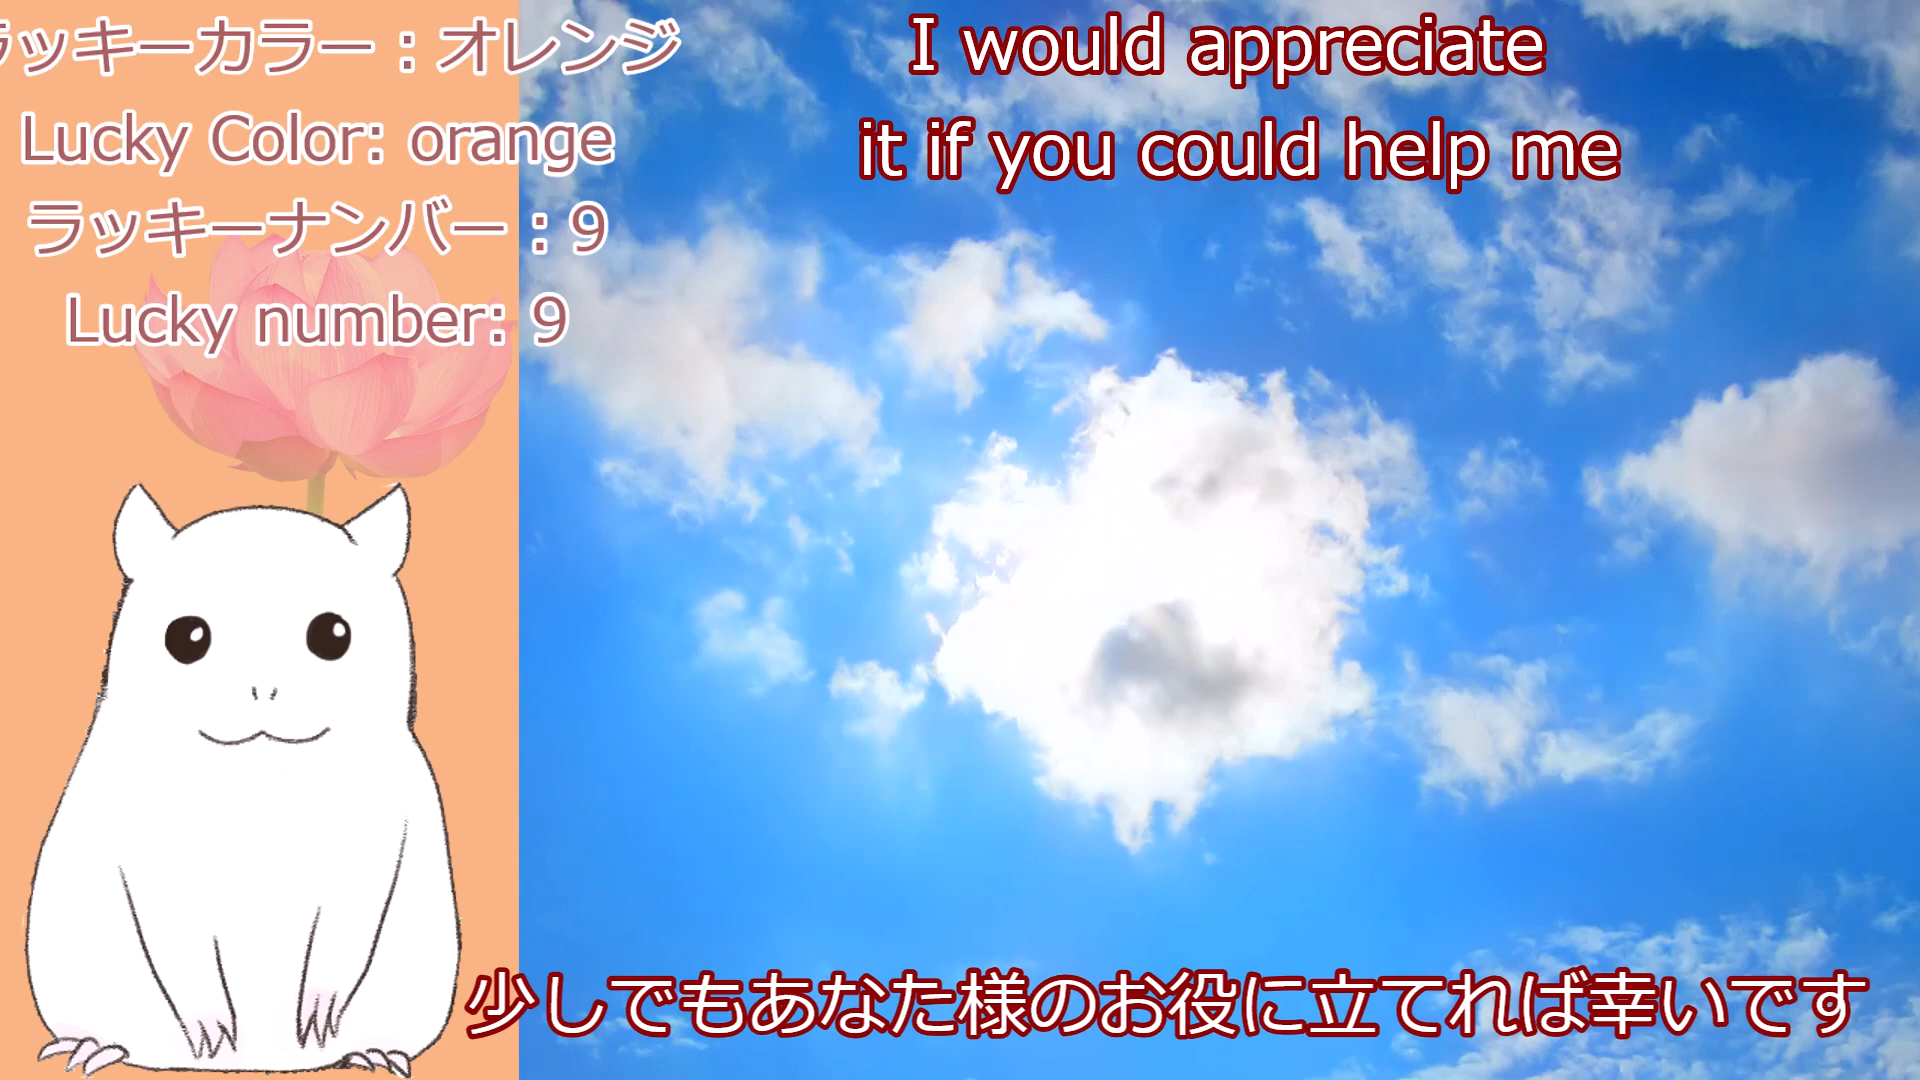 ラッキーカラー：オレンジ
Lucky Color: orange
ラッキーナンバー：9
Lucky number: 9
I would appreciate
it if you could help me
少しでもあなた様のお役に立てれば幸いです